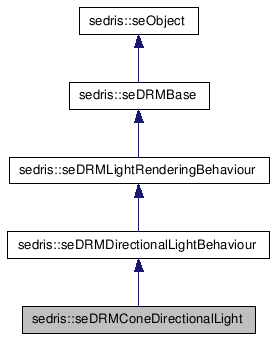 sedris::seObject
sedris::seDRMBase
sedris::seDRMLightRenderingBehaviour
sedris::seDRMDirectionalLightBehaviour
sedris::seDRMConeDirectionalLight